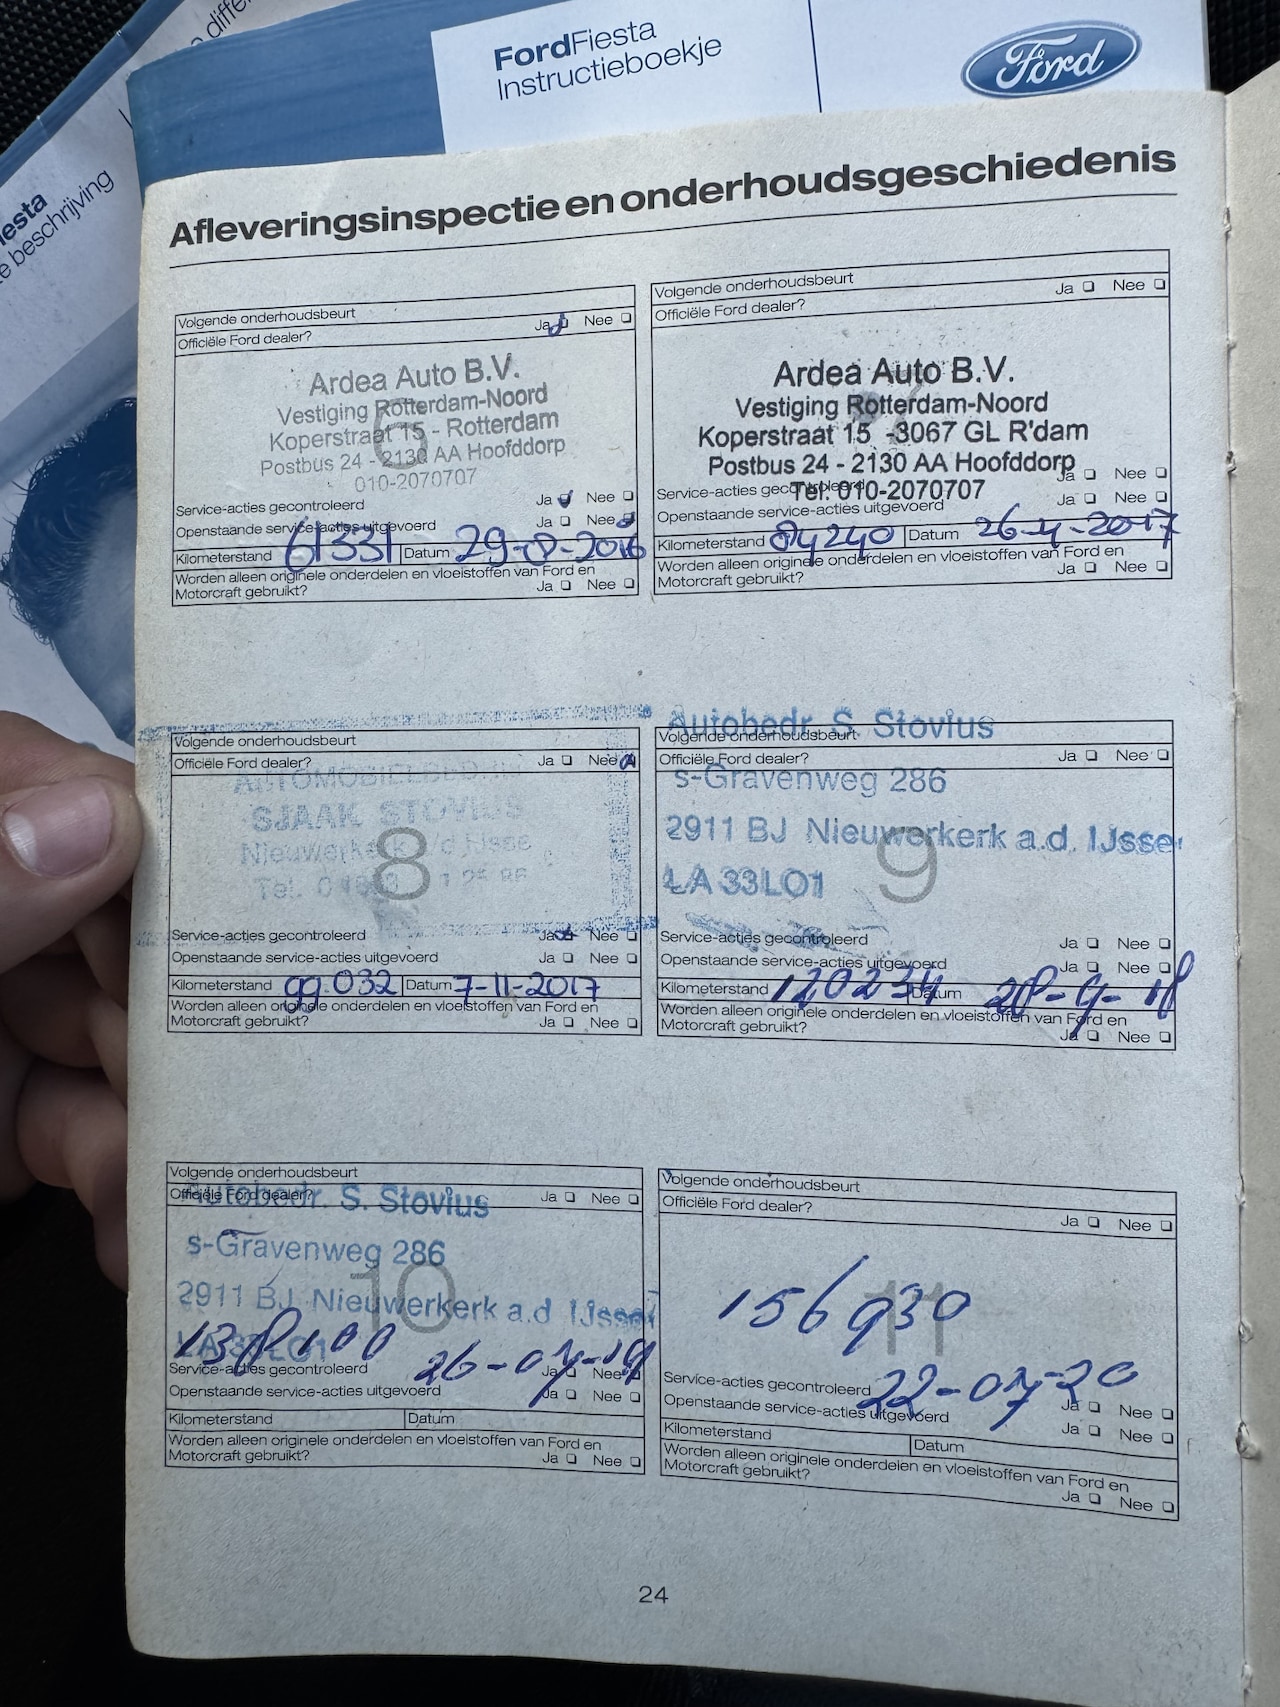 FordFiesta
Instructieboekje
Ford
iesta
e beschrijving
Afleveringsinspectie en onderhoudsgeschiedenis
Volgende onderhoudsbeurt
Officiële Ford dealer?
Ja Nee
Ardea Auto B.V.
Vestiging Rotterdam-Noord
Koperstraat 15 - Rotterdam
Postbus 24 - 2130 AA Hoofddorp
010-2070707
6
Service-acties gecontroleerd Ja Nee
Openstaande service-acties uitgevoerd Ja Nee
Kilometerstand 61331 Datum 29-08-2016
Worden alleen originele onderdelen en vloeistoffen van Ford en
Motorcraft gebruikt? Ja Nee
Volgende onderhoudsbeurt
Officiële Ford dealer?
Ja Nee
Ardea Auto B.V.
Vestiging Rotterdam-Noord
Koperstraat 15 -3067 GL R'dam
Postbus 24 - 2130 AA Hoofddorp
Tel. 010-2070707
Service-acties gecontroleerd Ja Nee
Openstaande service-acties uitgevoerd Ja Nee
Kilometerstand 84240 Datum 26-4-2017
Worden alleen originele onderdelen en vloeistoffen van Ford en
Motorcraft gebruikt? Ja Nee
Volgende onderhoudsbeurt
Officiële Ford dealer? Ja Nee
SJAAK STOVIUS
Tel.
8
Service-acties gecontroleerd Ja Nee
Openstaande service-acties uitgevoerd Ja Nee
Kilometerstand 99.032 Datum 7-11-2017
Worden alleen originele onderdelen en vloeistoffen van Ford en
Motorcraft gebruikt? Ja Nee
Autobedr. S. Stovius
Volgende onderhoudsbeurt
Officiële Ford dealer? Ja Nee
s-Gravenweg 286
2911 BJ Nieuwerkerk a.d. IJsse
LA 33LO1
9
Service-acties gecontroleerd Ja Nee
Openstaande service-acties uitgevoerd Ja Nee
Kilometerstand 120234 Datum 28-9-18
Worden alleen originele onderdelen en vloeistoffen van Ford en
Motorcraft gebruikt? Ja Nee
Volgende onderhoudsbeurt
Officiële Ford dealer? Ja Nee
Autobedr. S. Stovius
s-Gravenweg 286
2911 BJ Nieuwerkerk a.d IJsse
LA 33LO1
10
138100
26-07-19
Service-acties gecontroleerd Ja Nee
Openstaande service-acties uitgevoerd Ja Nee
Kilometerstand Datum
Worden alleen originele onderdelen en vloeistoffen van Ford en
Motorcraft gebruikt? Ja Nee
Volgende onderhoudsbeurt
Officiële Ford dealer?
Ja Nee
156930
11
22-07-20
Service-acties gecontroleerd Ja Nee
Openstaande service-acties uitgevoerd Ja Nee
Kilometerstand Datum
Worden alleen originele onderdelen en vloeistoffen van Ford en
Motorcraft gebruikt?
Ja Nee
24